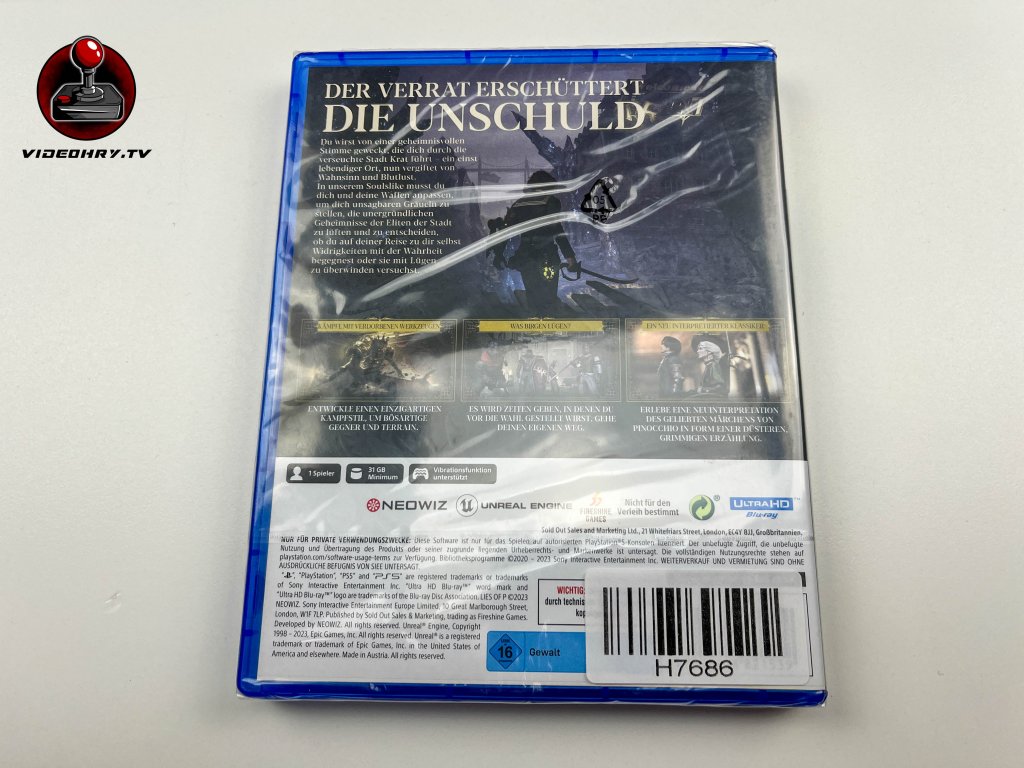 VIDEOHRY.TV
DER VERRAT ERSCHÜTTERT
DIE UNSCHULD
Du wirst von einer geheimnisvollen
Stimme geweckt, die dich durch die
verseuchte Stadt Krat führt – ein einst
lebendiger Ort, nun vergiftet von
Wahnsinn und Blutlust.
In unserem Soulslike musst du
dich und deine Waffen anpassen,
um dich unsagbaren Gräueln zu
stellen, die unergründlichen
Geheimnisse der Eliten der Stadt
zu lüften und zu entscheiden,
ob du auf deiner Reise zu dir selbst
Widrigkeiten mit der Wahrheit
begegnest oder sie mit Lügen
zu überwinden versuchst.
05
KÄMPFE MIT VERDORBENEN WERKZEUGEN
WAS BIRGEN LÜGEN?
EIN NEU INTERPRETIERTER KLASSIKER
ENTWICKLE EINEN EINZIGARTIGEN
KAMPFSTIL, UM BÖSARTIGE
GEGNER UND TERRAIN.
ES WIRD ZEITEN GEBEN, IN DENEN DU
VOR DIE WAHL GESTELLT WIRST: GEHE
DEINEN EIGENEN WEG.
ERLEBE EINE NEUINTERPRETATION
DES GELIEBTEN MÄRCHENS VON
PINOCCHIO IN FORM EINER DÜSTEREN,
GRIMMIGEN ERZÄHLUNG.
1 Spieler
31 GB
Minimum
Vibrationsfunktion
unterstützt
NEOWIZ
UNREAL ENGINE
FIRESHINE
GAMES
Nicht für den
Verleih bestimmt
ULTRA HD
Blu-ray™
Sold Out Sales and Marketing Ltd., 21 Whitefriars Street, London, EC4Y 8JJ, Großbritannien.
NUR FÜR PRIVATE VERWENDUNGSZWECKE: Diese Software ist nur für das Spielen auf autorisierten PlayStation®5-Konsolen lizenziert. Der unbefugte Zugriff, die unbefugte
Nutzung und Übertragung des Produkts oder seiner zugrunde liegenden Urheberrechts- und Markenwerke ist untersagt. Die vollständigen Nutzungsrechte stehen auf
playstation.com/software-usage-terms zur Verfügung. Bibliotheksprogramme ©2020 – 2023 Sony Interactive Entertainment Inc. WEITERVERKAUF UND VERMIETUNG SIND OHNE
AUSDRÜCKLICHE BEFUGNIS VON SIEE UNTERSAGT.
"PlayStation", "PS5" and "PS5" are registered trademarks or trademarks
of Sony Interactive Entertainment Inc. "Ultra HD Blu-ray™" word mark and
"Ultra HD Blu-ray™" logo are trademarks of the Blu-ray Disc Association. LIES OF P ©2023
NEOWIZ. Sony Interactive Entertainment Europe Limited, 10 Great Marlborough Street,
London, W1F 7LP. Published by Sold Out Sales & Marketing, trading as Fireshine Games.
Developed by NEOWIZ. All rights reserved. Unreal® Engine, Copyright
1998 – 2023, Epic Games, Inc. All rights reserved. Unreal® is a registered
trademark or trademark of Epic Games, Inc. in the United States of
America and elsewhere. Made in Austria. All rights reserved.
WICHTIG:
durch technis
kop
USK
16
Gewalt
H7686